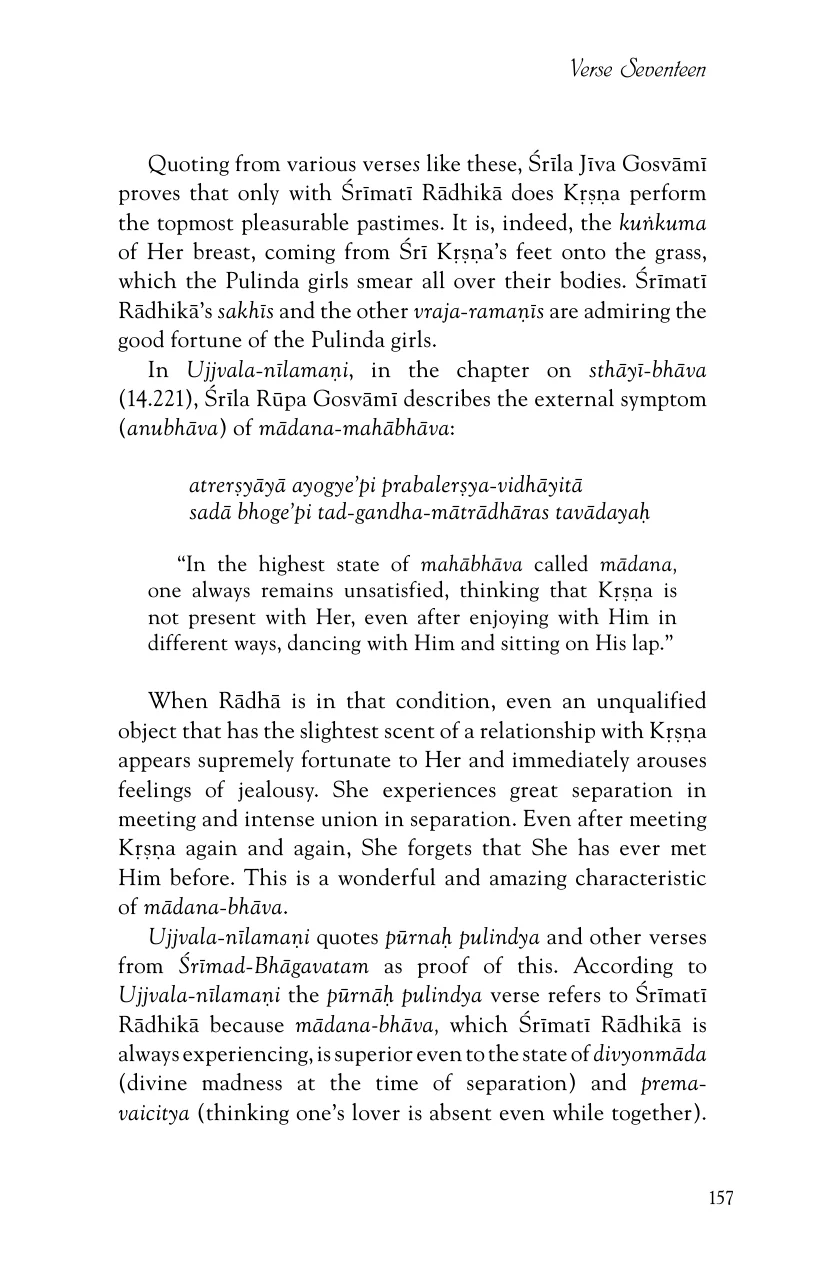 Verse Seventeen
Quoting from various verses like these, Śrīla Jīva Gosvāmī
proves that only with Śrīmatī Rādhikā does Kṛṣṇa perform
the topmost pleasurable pastimes. It is, indeed, the kuṅkuma
of Her breast, coming from Śrī Kṛṣṇa’s feet onto the grass,
which the Pulinda girls smear all over their bodies. Śrīmatī
Rādhikā’s sakhīs and the other vraja-ramaṇīs are admiring the
good fortune of the Pulinda girls.
In Ujjvala-nīlamaṇi, in the chapter on sthāyī-bhāva
(14.221), Śrīla Rūpa Gosvāmī describes the external symptom
(anubhāva) of mādana-mahābhāva:
atrerṣyāyā ayogye’pi prabalerṣya-vidhāyitā
sadā bhoge’pi tad-gandha-mātrādhāras tavādayaḥ
“In the highest state of mahābhāva called mādana,
one always remains unsatisfied, thinking that Kṛṣṇa is
not present with Her, even after enjoying with Him in
different ways, dancing with Him and sitting on His lap.”
When Rādhā is in that condition, even an unqualified
object that has the slightest scent of a relationship with Kṛṣṇa
appears supremely fortunate to Her and immediately arouses
feelings of jealousy. She experiences great separation in
meeting and intense union in separation. Even after meeting
Kṛṣṇa again and again, She forgets that She has ever met
Him before. This is a wonderful and amazing characteristic
of mādana-bhāva.
Ujjvala-nīlamaṇi quotes pūrnaḥ pulindya and other verses
from Śrīmad-Bhāgavatam as proof of this. According to
Ujjvala-nīlamaṇi the pūrnāḥ pulindya verse refers to Śrīmatī
Rādhikā because mādana-bhāva, which Śrīmatī Rādhikā is
always experiencing, is superior even to the state of divyonmāda
(divine madness at the time of separation) and prema-
vaicitya (thinking one’s lover is absent even while together).
157